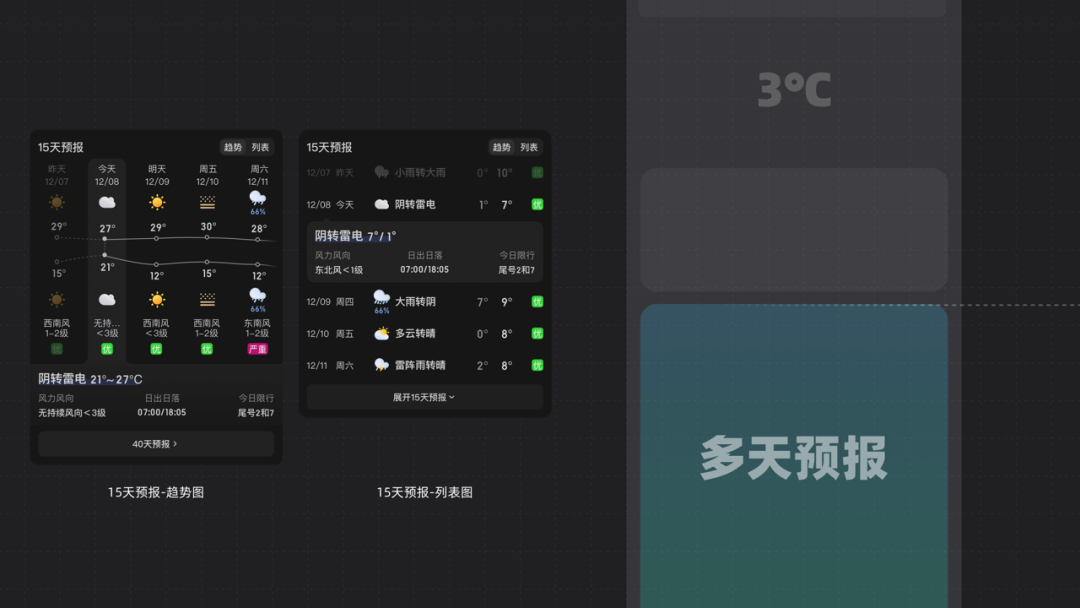 3°C
15天预报
趋势 列表
昨天 今天 明天 周五 周六
12/07 12/08 12/09 12/10 12/11
66%
29° 27° 29° 30° 28°
15° 21° 12° 15° 12°
66%
西南风 无持... 西南风 西南风 东南风
1-2级 <3级 <3级 1-2级 1-2级
优 优 优 优 严重
阴转雷电 21°~27°C
风力风向 日出日落 今日限行
无持续风向<3级 07:00/18:05 尾号2和7
40天预报 ›
15天预报-趋势图
15天预报
趋势 列表
12/07 昨天 小雨转大雨 0° 10° 优
12/08 今天 阴转雷电 1° 7° 优
阴转雷电 7°/1°
风力风向 日出日落 今日限行
东北风<1级 07:00/18:05 尾号2和7
12/09 周四 大雨转阴 7° 9° 优
66%
12/10 周五 多云转晴 0° 8° 优
12/11 周六 雷阵雨转晴 2° 8° 优
展开15天预报
15天预报-列表图
多天预报